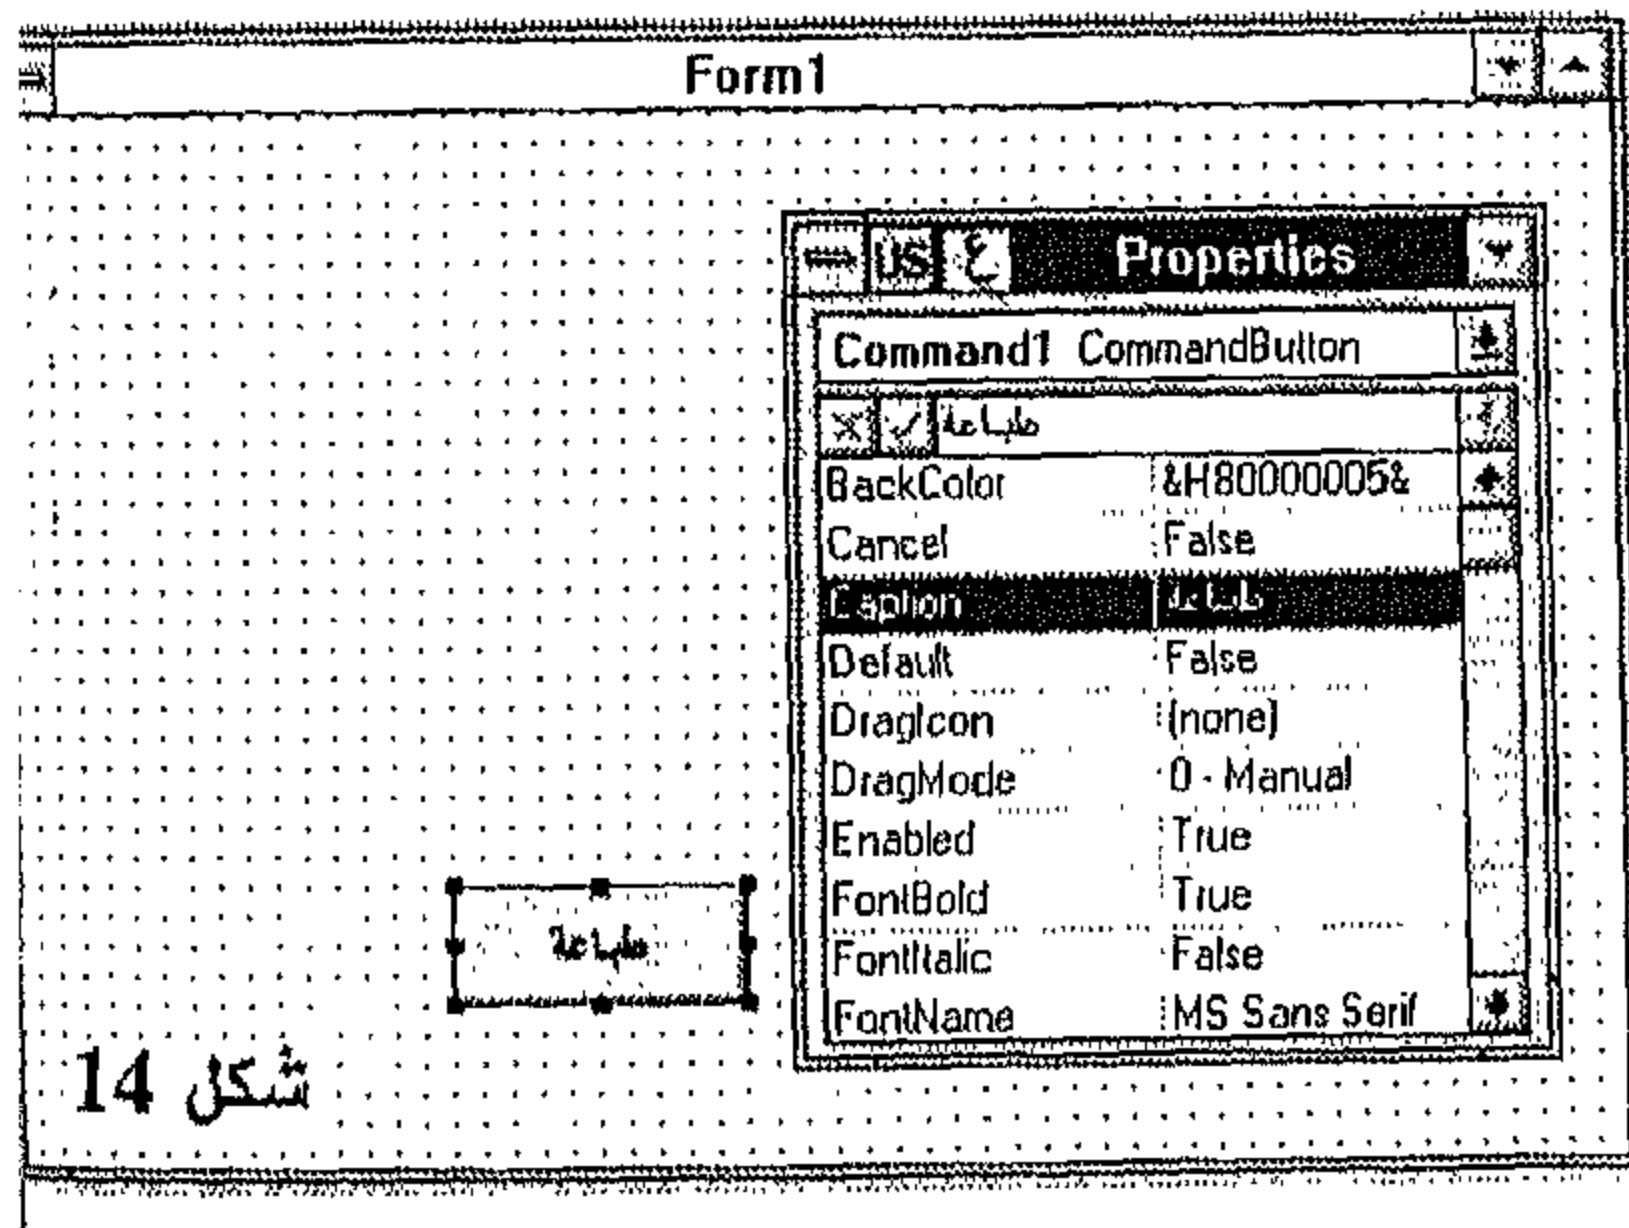 Form1
US ع Properties
Command1 CommandButton
طباعة
BackColor &H80000005&
Cancel False
Caption طباعة
Default False
DragIcon (none)
DragMode 0 - Manual
Enabled True
FontBold True
FontItalic False
FontName MS Sans Serif
طباعة
شكل 14